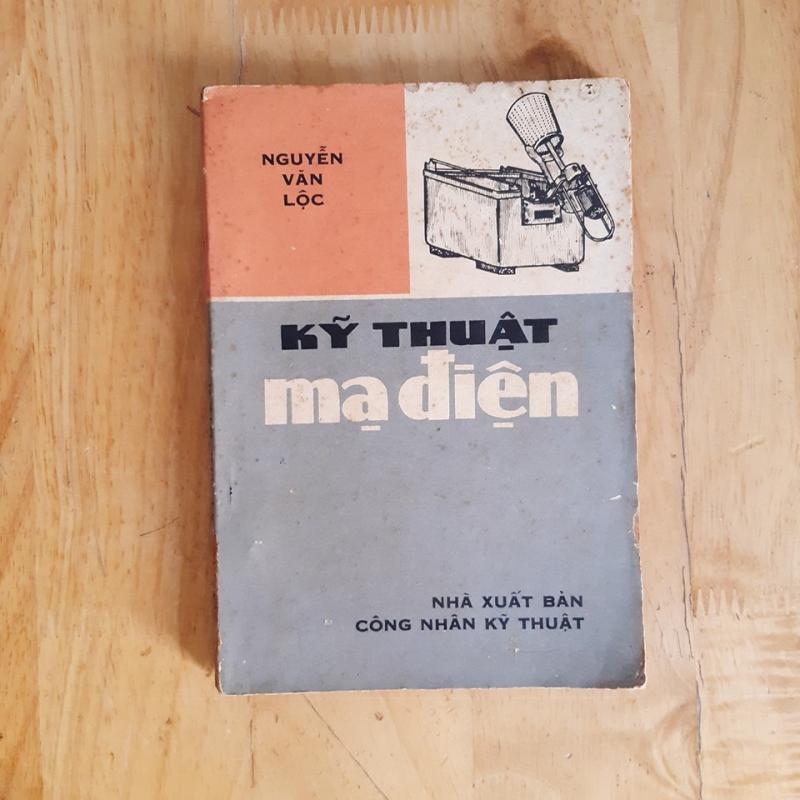 NGUYỄN
VĂN
LỘC
KỸ THUẬT
mạ điện
NHÀ XUẤT BẢN
CÔNG NHÂN KỸ THUẬT